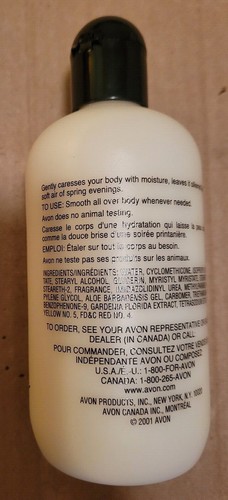 Gently caresses your body with moisture, leaves it
soft air of spring evenings.
TO USE: Smooth all over body whenever needed.
Avon does no animal testing.
Caresse le corps d'une hydratation qui laisse la
comme la douce brise d'une soirée printanière.
EMPLOI: Étaler sur tout le corps au besoin.
Avon ne teste pas ses produits sur les animaux.
INGREDIENTS/INGRÉDIENTS: WATER, CYCLOMETHICONE,
TATE, STEARYL ALCOHOL, GLYCERIN, MYRISTYL
STEARETH-2, FRAGRANCE, IMIDAZOLIDINYL UREA,
PYLENE GLYCOL, ALOE BARBADENSIS GEL, CARBOMER,
BENZOPHENONE-9, GARDENIA FLORIDA EXTRACT,
YELLOW NO. 5, FD&C RED NO. 4.
TO ORDER, SEE YOUR AVON REPRESENTATIVE
DEALER (IN CANADA) OR CALL
POUR COMMANDER, CONSULTEZ VOTRE
INDÉPENDANTE AVON OU COMPOSEZ
U.S.A./É.-U.: 1-800-FOR-AVON
CANADA: 1-800-265-AVON
www.avon.com
AVON PRODUCTS, INC., NEW YORK, N.Y.
AVON CANADA INC., MONTRÉAL
© 2001 AVON